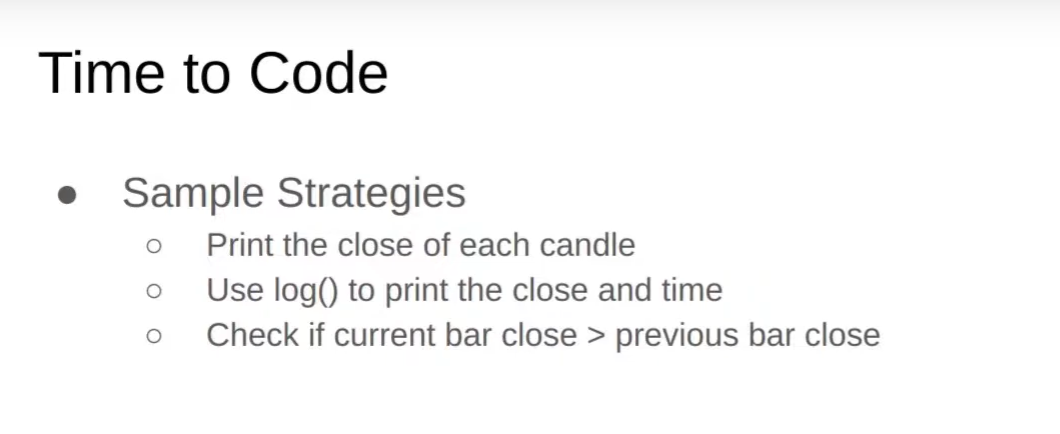 Time to Code
● Sample Strategies
○ Print the close of each candle
○ Use log() to print the close and time
○ Check if current bar close > previous bar close